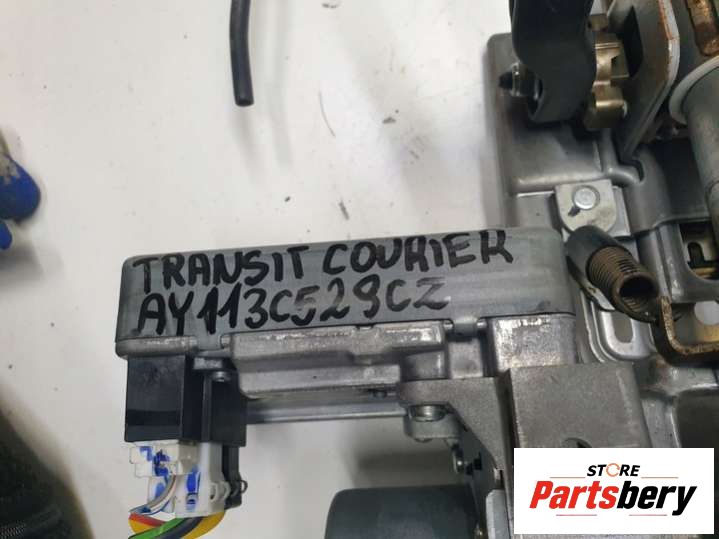 TRANSIT COURIER
AY113C529CZ
STORE
Partsbery